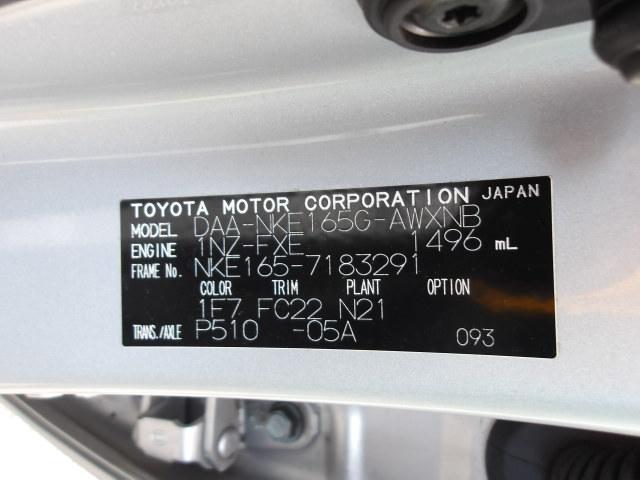 TOYOTA MOTOR CORPORATION JAPAN
MODEL DAA-NKE165G-AWXNB
ENGINE 1NZ-FXE 1496 mL
FRAME No. NKE165-7183291
COLOR TRIM PLANT OPTION
1F7 FC22 N21
TRANS./AXLE P510 -05A 093